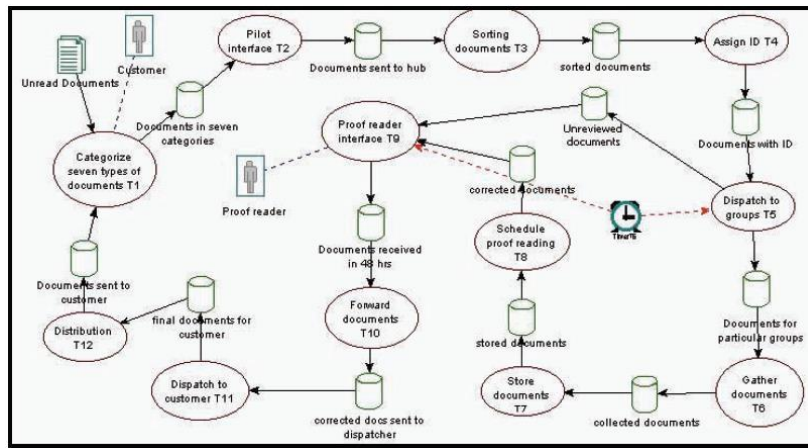 Unread Documents
Customer
Pilot
interface T2
Documents sent to hub
Sorting
documents T3
sorted documents
Assign ID T4
Documents in seven
categories
Categorize
seven types of
documents T1
Proof reader
interface T9
Unreviewed
documents
Documents with ID
Proof reader
corrected documents
Dispatch to
groups T5
Schedule
proof reading
T8
Documents received
in 48 hrs
Documents sent to
customer
Distribution
T12
final documents for
customer
Forward
documents
T10
stored documents
Documents for
particular groups
Dispatch to
customer T11
corrected docs sent to
dispatcher
Store
documents
T7
collected documents
Gather
documents
T6